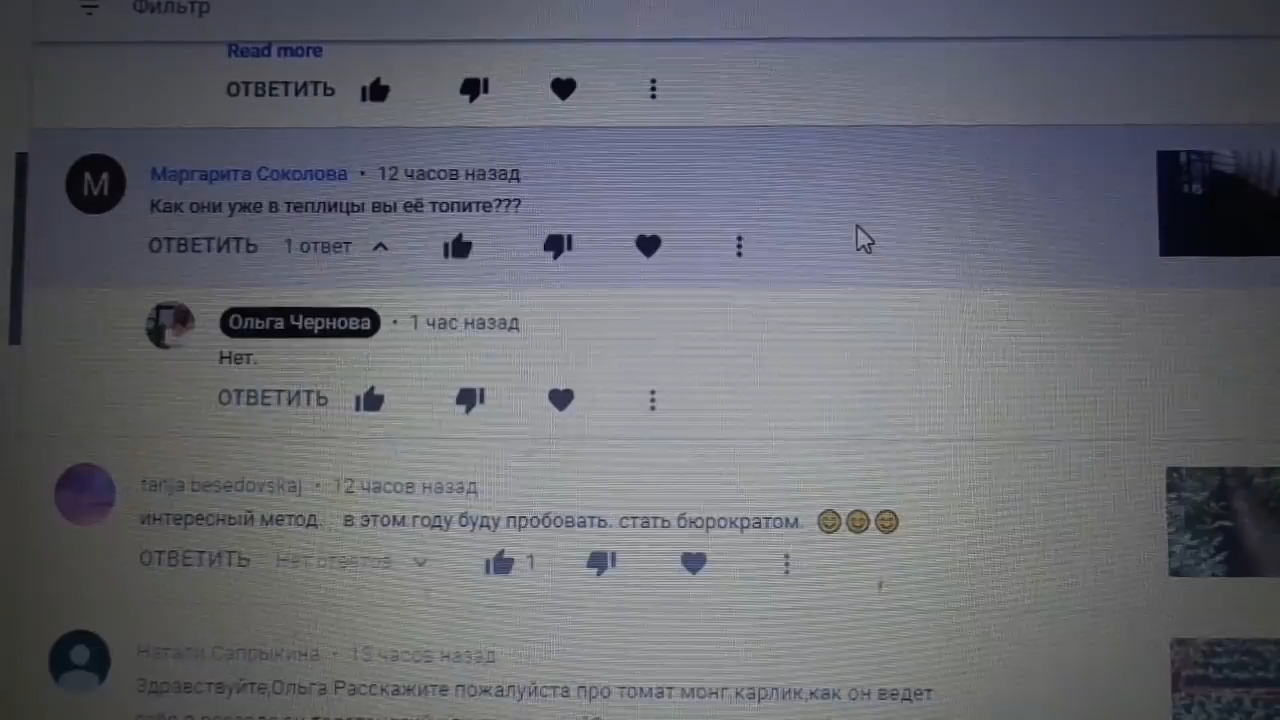 Фильтр
Read more
ОТВЕТИТЬ
М
Маргарита Соколова • 12 часов назад
Как они уже в теплицы вы её топите???
ОТВЕТИТЬ 1 ответ
Ольга Чернова • 1 час назад
Нет.
ОТВЕТИТЬ
tanja besedovskaj • 12 часов назад
интересный метод. в этом году буду пробовать. стать бюрократом. 😊😊😊
ОТВЕТИТЬ Нет ответов 1
Натали Сапрыкина • 13 часов назад
Здравствуйте,Ольга Расскажите пожалуйста про томат монг,карлик,как он ведет